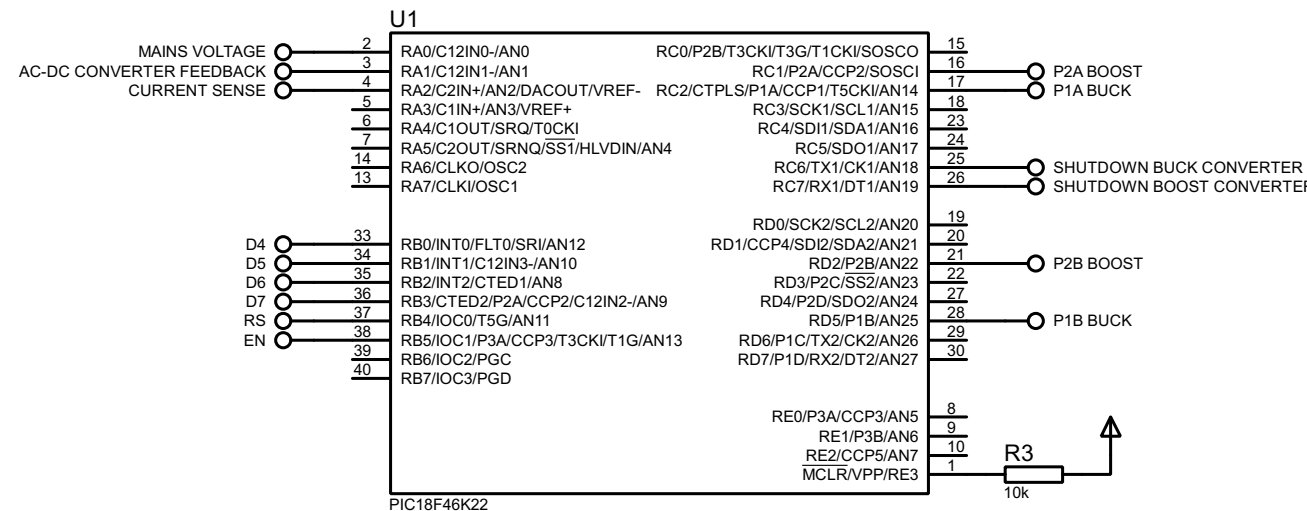 U1
MAINS VOLTAGE 2 RA0/C12IN0-/AN0 RC0/P2B/T3CKI/T3G/T1CKI/SOSCO 15
AC-DC CONVERTER FEEDBACK 3 RA1/C12IN1-/AN1 RC1/P2A/CCP2/SOSCI 16 P2A BOOST
CURRENT SENSE 4 RA2/C2IN+/AN2/DACOUT/VREF- RC2/CTPLS/P1A/CCP1/T5CKI/AN14 17 P1A BUCK
5 RA3/C1IN+/AN3/VREF+ RC3/SCK1/SCL1/AN15 18
6 RA4/C1OUT/SRQ/T0CKI RC4/SDI1/SDA1/AN16 23
7 RA5/C2OUT/SRNQ/SS1/HLVDIN/AN4 RC5/SDO1/AN17 24
14 RA6/CLKO/OSC2 RC6/TX1/CK1/AN18 25 SHUTDOWN BUCK CONVERTER
13 RA7/CLKI/OSC1 RC7/RX1/DT1/AN19 26 SHUTDOWN BOOST CONVERTER
RD0/SCK2/SCL2/AN20 19
D4 33 RB0/INT0/FLT0/SRI/AN12 RD1/CCP4/SDI2/SDA2/AN21 20
D5 34 RB1/INT1/C12IN3-/AN10 RD2/P2B/AN22 21 P2B BOOST
D6 35 RB2/INT2/CTED1/AN8 RD3/P2C/SS2/AN23 22
D7 36 RB3/CTED2/P2A/CCP2/C12IN2-/AN9 RD4/P2D/SDO2/AN24 27
RS 37 RB4/IOC0/T5G/AN11 RD5/P1B/AN25 28 P1B BUCK
EN 38 RB5/IOC1/P3A/CCP3/T3CKI/T1G/AN13 RD6/P1C/TX2/CK2/AN26 29
39 RB6/IOC2/PGC RD7/P1D/RX2/DT2/AN27 30
40 RB7/IOC3/PGD
RE0/P3A/CCP3/AN5 8
RE1/P3B/AN6 9
RE2/CCP5/AN7 10
MCLR/VPP/RE3 1 R3
10k
PIC18F46K22